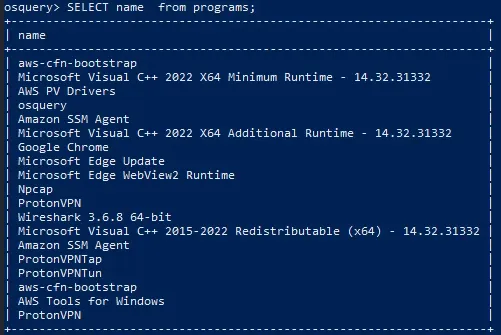 osquery> SELECT name  from programs;
+------------------------------------------------------------------+
| name                                                             |
+------------------------------------------------------------------+
| aws-cfn-bootstrap                                                |
| Microsoft Visual C++ 2022 X64 Minimum Runtime - 14.32.31332      |
| AWS PV Drivers                                                   |
| osquery                                                          |
| Amazon SSM Agent                                                 |
| Microsoft Visual C++ 2022 X64 Additional Runtime - 14.32.31332   |
| Google Chrome                                                    |
| Microsoft Edge Update                                            |
| Microsoft Edge WebView2 Runtime                                  |
| Npcap                                                            |
| ProtonVPN                                                        |
| Wireshark 3.6.8 64-bit                                           |
| Microsoft Visual C++ 2015-2022 Redistributable (x64) - 14.32.31332 |
| Amazon SSM Agent                                                 |
| ProtonVPNTap                                                     |
| ProtonVPNTun                                                     |
| aws-cfn-bootstrap                                                |
| AWS Tools for Windows                                            |
| ProtonVPN                                                        |
+------------------------------------------------------------------+